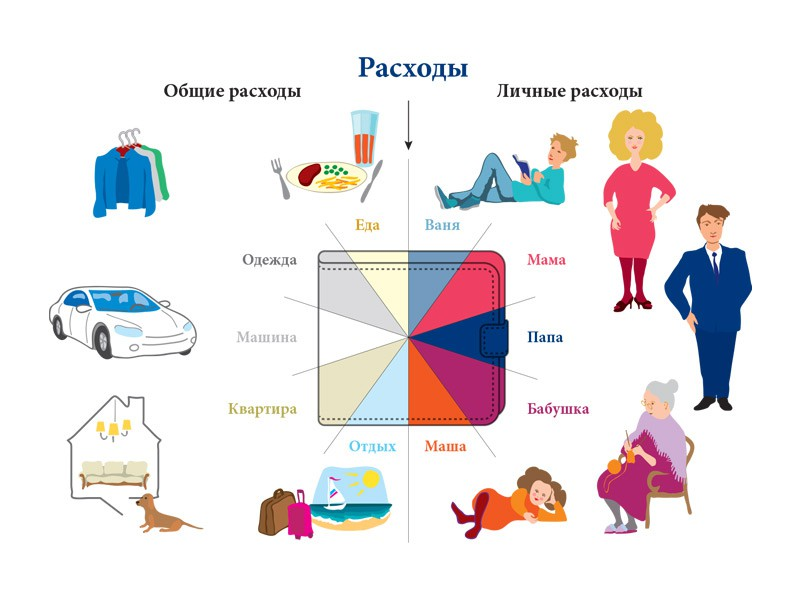 Расходы
Общие расходы
Личные расходы
Еда
Ваня
Одежда
Мама
Машина
Папа
Квартира
Бабушка
Отдых
Маша